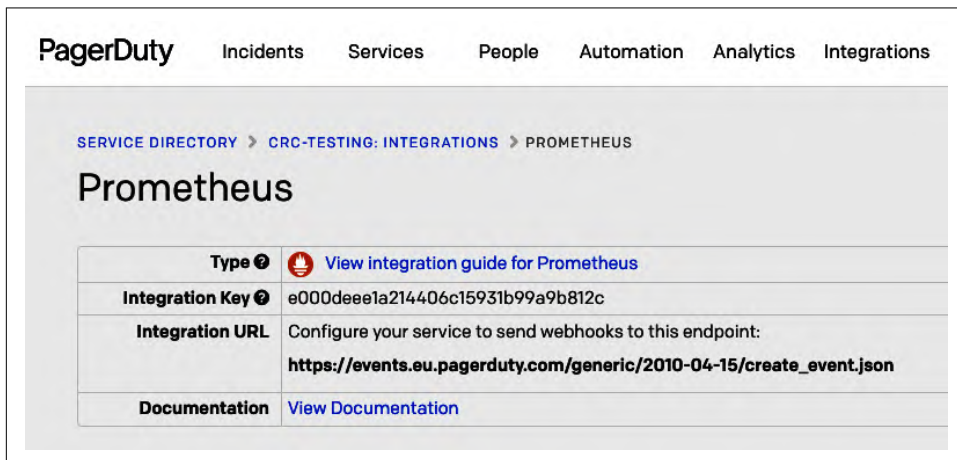 PagerDuty Incidents Services People Automation Analytics Integrations
SERVICE DIRECTORY > CRC-TESTING: INTEGRATIONS > PROMETHEUS
Prometheus
Type ? View integration guide for Prometheus
Integration Key ? e000deee1a214406c15931b99a9b812c
Integration URL Configure your service to send webhooks to this endpoint:
https://events.eu.pagerduty.com/generic/2010-04-15/create_event.json
Documentation View Documentation